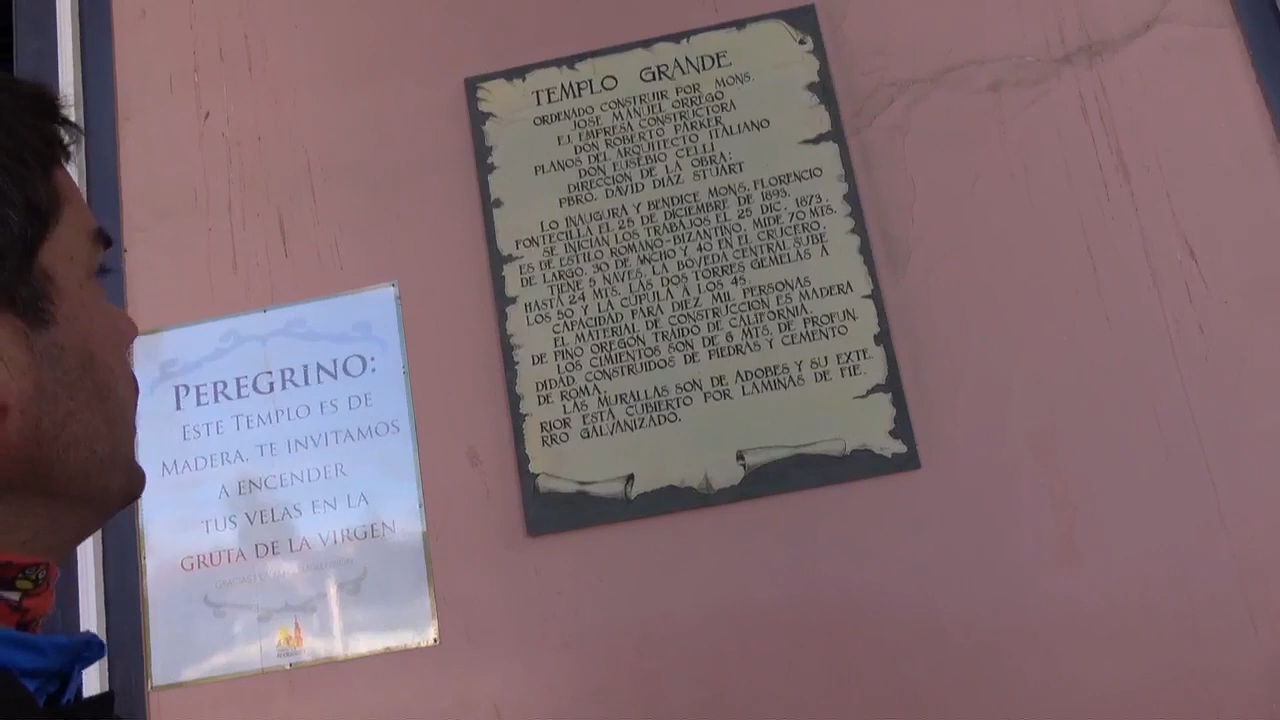 TEMPLO GRANDE
ORDENADO CONSTRUIR POR MONS.
JOSE MANUEL ORREGO
EJ. EMPRESA CONSTRUCTORA
DON ROBERTO PARKER
PLANOS DEL ARQUITECTO ITALIANO
DON EUSEBIO CELLI
DIRECCION DE LA OBRA:
PBRO. DAVID DIAZ STUART
LO INAUGURA Y BENDICE MONS. FLORENCIO
FONTECILLA EL 25 DE DICIEMBRE DE 1893.
SE INICIAN LOS TRABAJOS EL 25 DIC. 1873.
ES DE ESTILO ROMANO-BIZANTINO. MIDE 70 MTS.
DE LARGO, 30 DE ANCHO Y 40 EN EL CRUCERO.
TIENE 5 NAVES. LA BOVEDA CENTRAL SUBE
HASTA 24 MTS. LAS DOS TORRES GEMELAS A
LOS 50 Y LA CUPULA A LOS 45.
CAPACIDAD PARA DIEZ MIL PERSONAS
EL MATERIAL DE CONSTRUCCION ES MADERA
DE PINO OREGON TRAIDO DE CALIFORNIA.
LOS CIMIENTOS SON DE 6 MTS. DE PROFUN.
DIDAD, CONSTRUIDOS DE PIEDRAS Y CEMENTO
DE ROMA.
LAS MURALLAS SON DE ADOBES Y SU EXTE.
RIOR ESTA CUBIERTO POR LAMINAS DE FIE.
RRO GALVANIZADO.
PEREGRINO:
ESTE TEMPLO ES DE
MADERA, TE INVITAMOS
A ENCENDER
TUS VELAS EN LA
GRUTA DE LA VIRGEN